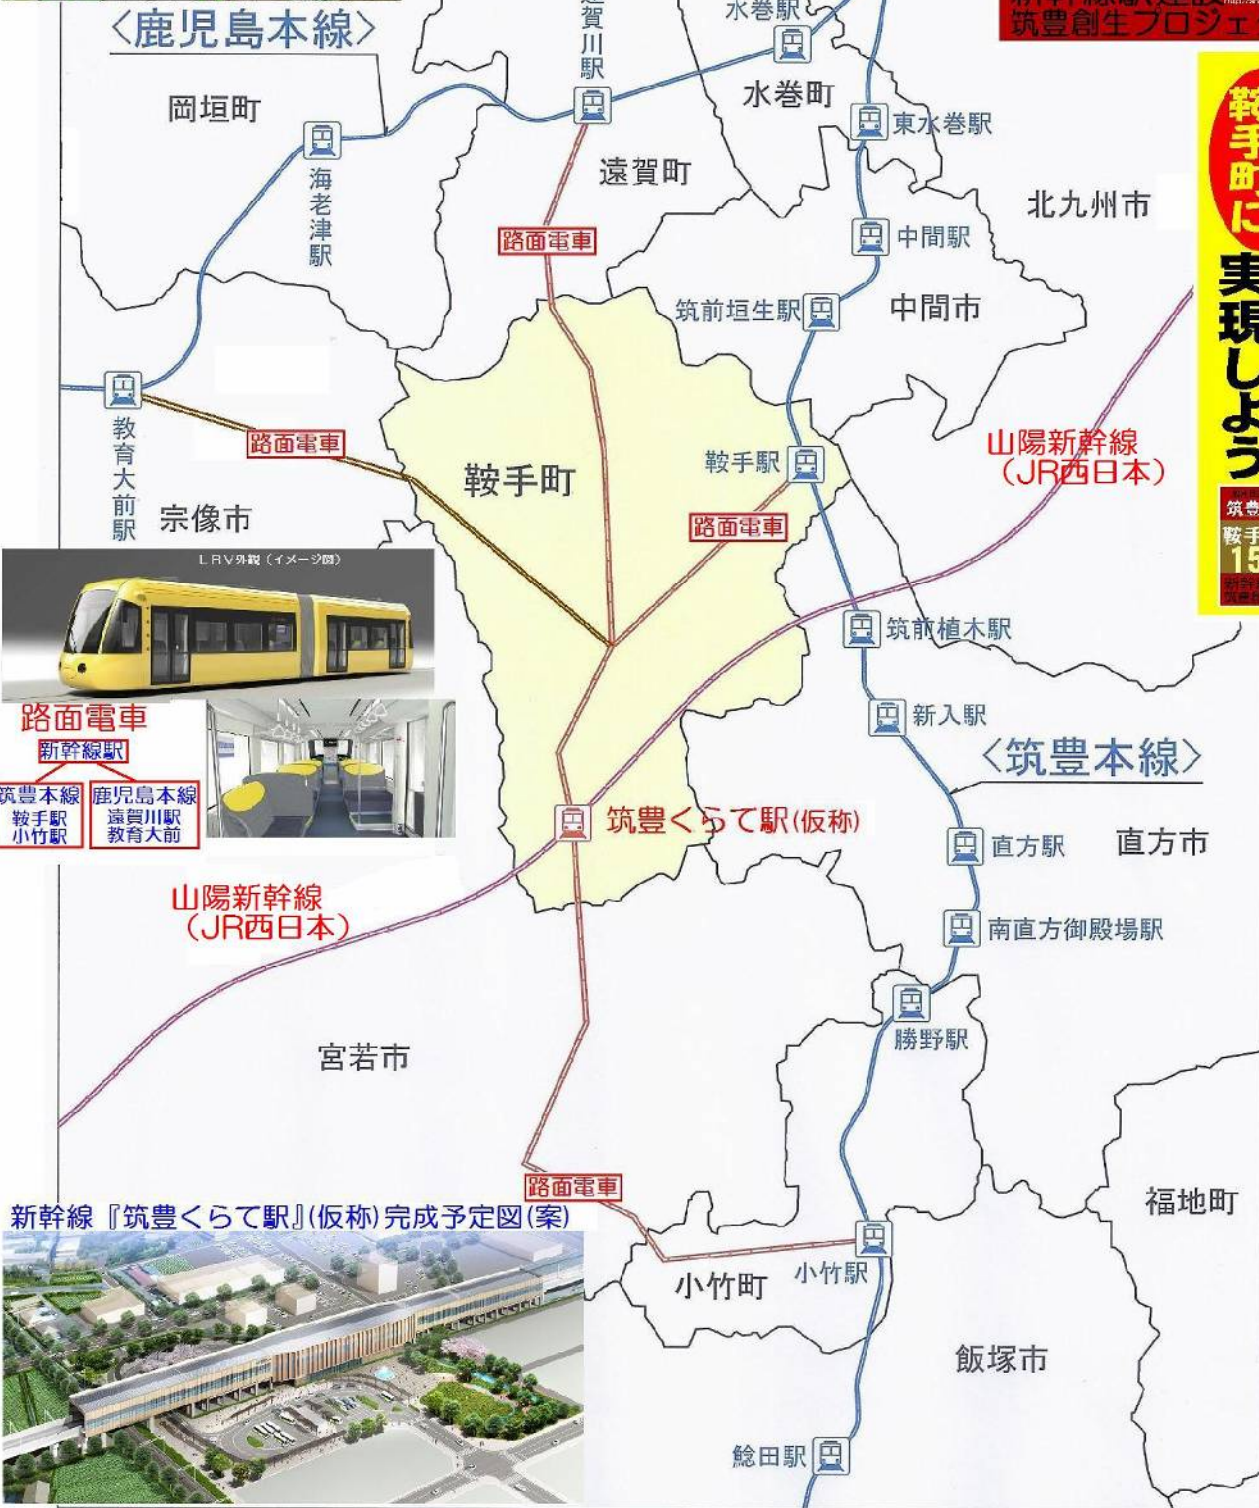 〈鹿児島本線〉
遠賀川駅
水巻駅
筑豊創生プロジェ
岡垣町
水巻町
東水巻駅
海老津駅
遠賀町
路面電車
北九州市
中間駅
筑前垣生駅
中間市
鞍手町に
実現しよう
教育大前駅
路面電車
鞍手町
鞍手駅
山陽新幹線
(JR西日本)
宗像市
路面電車
筑豊
鞍手
15
LRV外観(イメージ図)
筑前植木駅
新入駅
路面電車
新幹線駅
筑豊本線
鞍手駅
小竹駅
鹿児島本線
遠賀川駅
教育大前
〈筑豊本線〉
筑豊くらて駅(仮称)
直方駅
直方市
山陽新幹線
(JR西日本)
南直方御殿場駅
勝野駅
宮若市
路面電車
福地町
新幹線『筑豊くらて駅』(仮称)完成予定図(案)
小竹町
小竹駅
飯塚市
鯰田駅